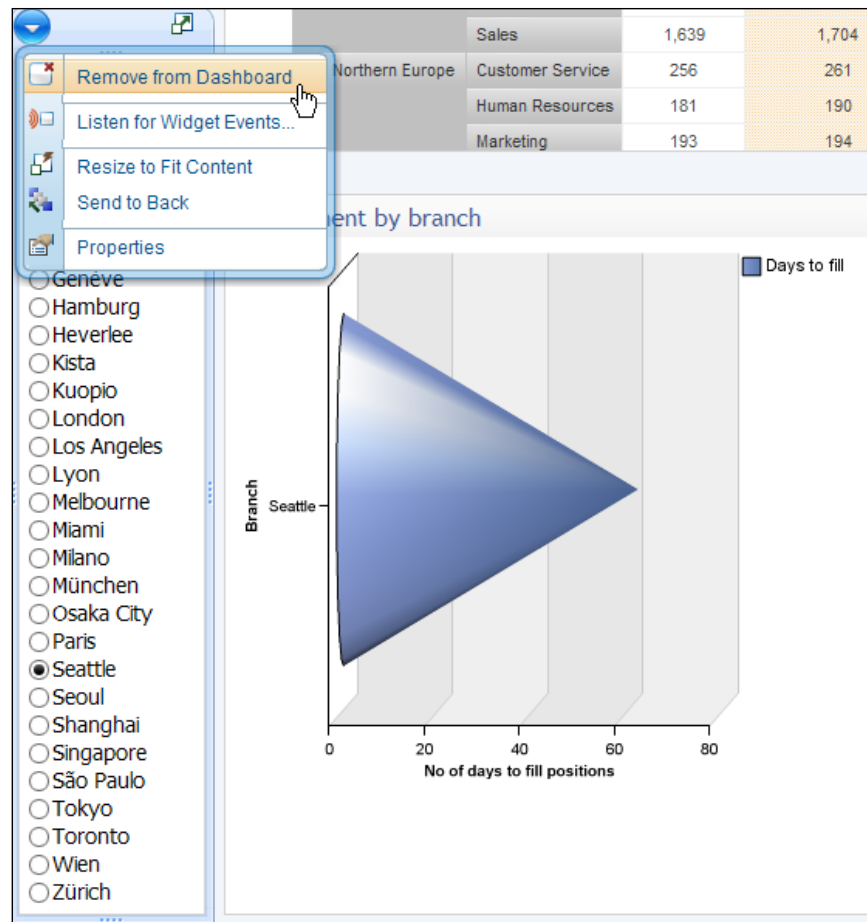 Sales 1,639 1,704
Northern Europe Customer Service 256 261
Human Resources 181 190
Marketing 193 194
Remove from Dashboard
Listen for Widget Events...
Resize to Fit Content
Send to Back
Properties
ent by branch
Genève
Hamburg
Heverlee
Kista
Kuopio
London
Los Angeles
Lyon
Melbourne
Miami
Milano
München
Osaka City
Paris
Seattle
Seoul
Shanghai
Singapore
São Paulo
Tokyo
Toronto
Wien
Zürich
Days to fill
Branch
Seattle
0 20 40 60 80
No of days to fill positions